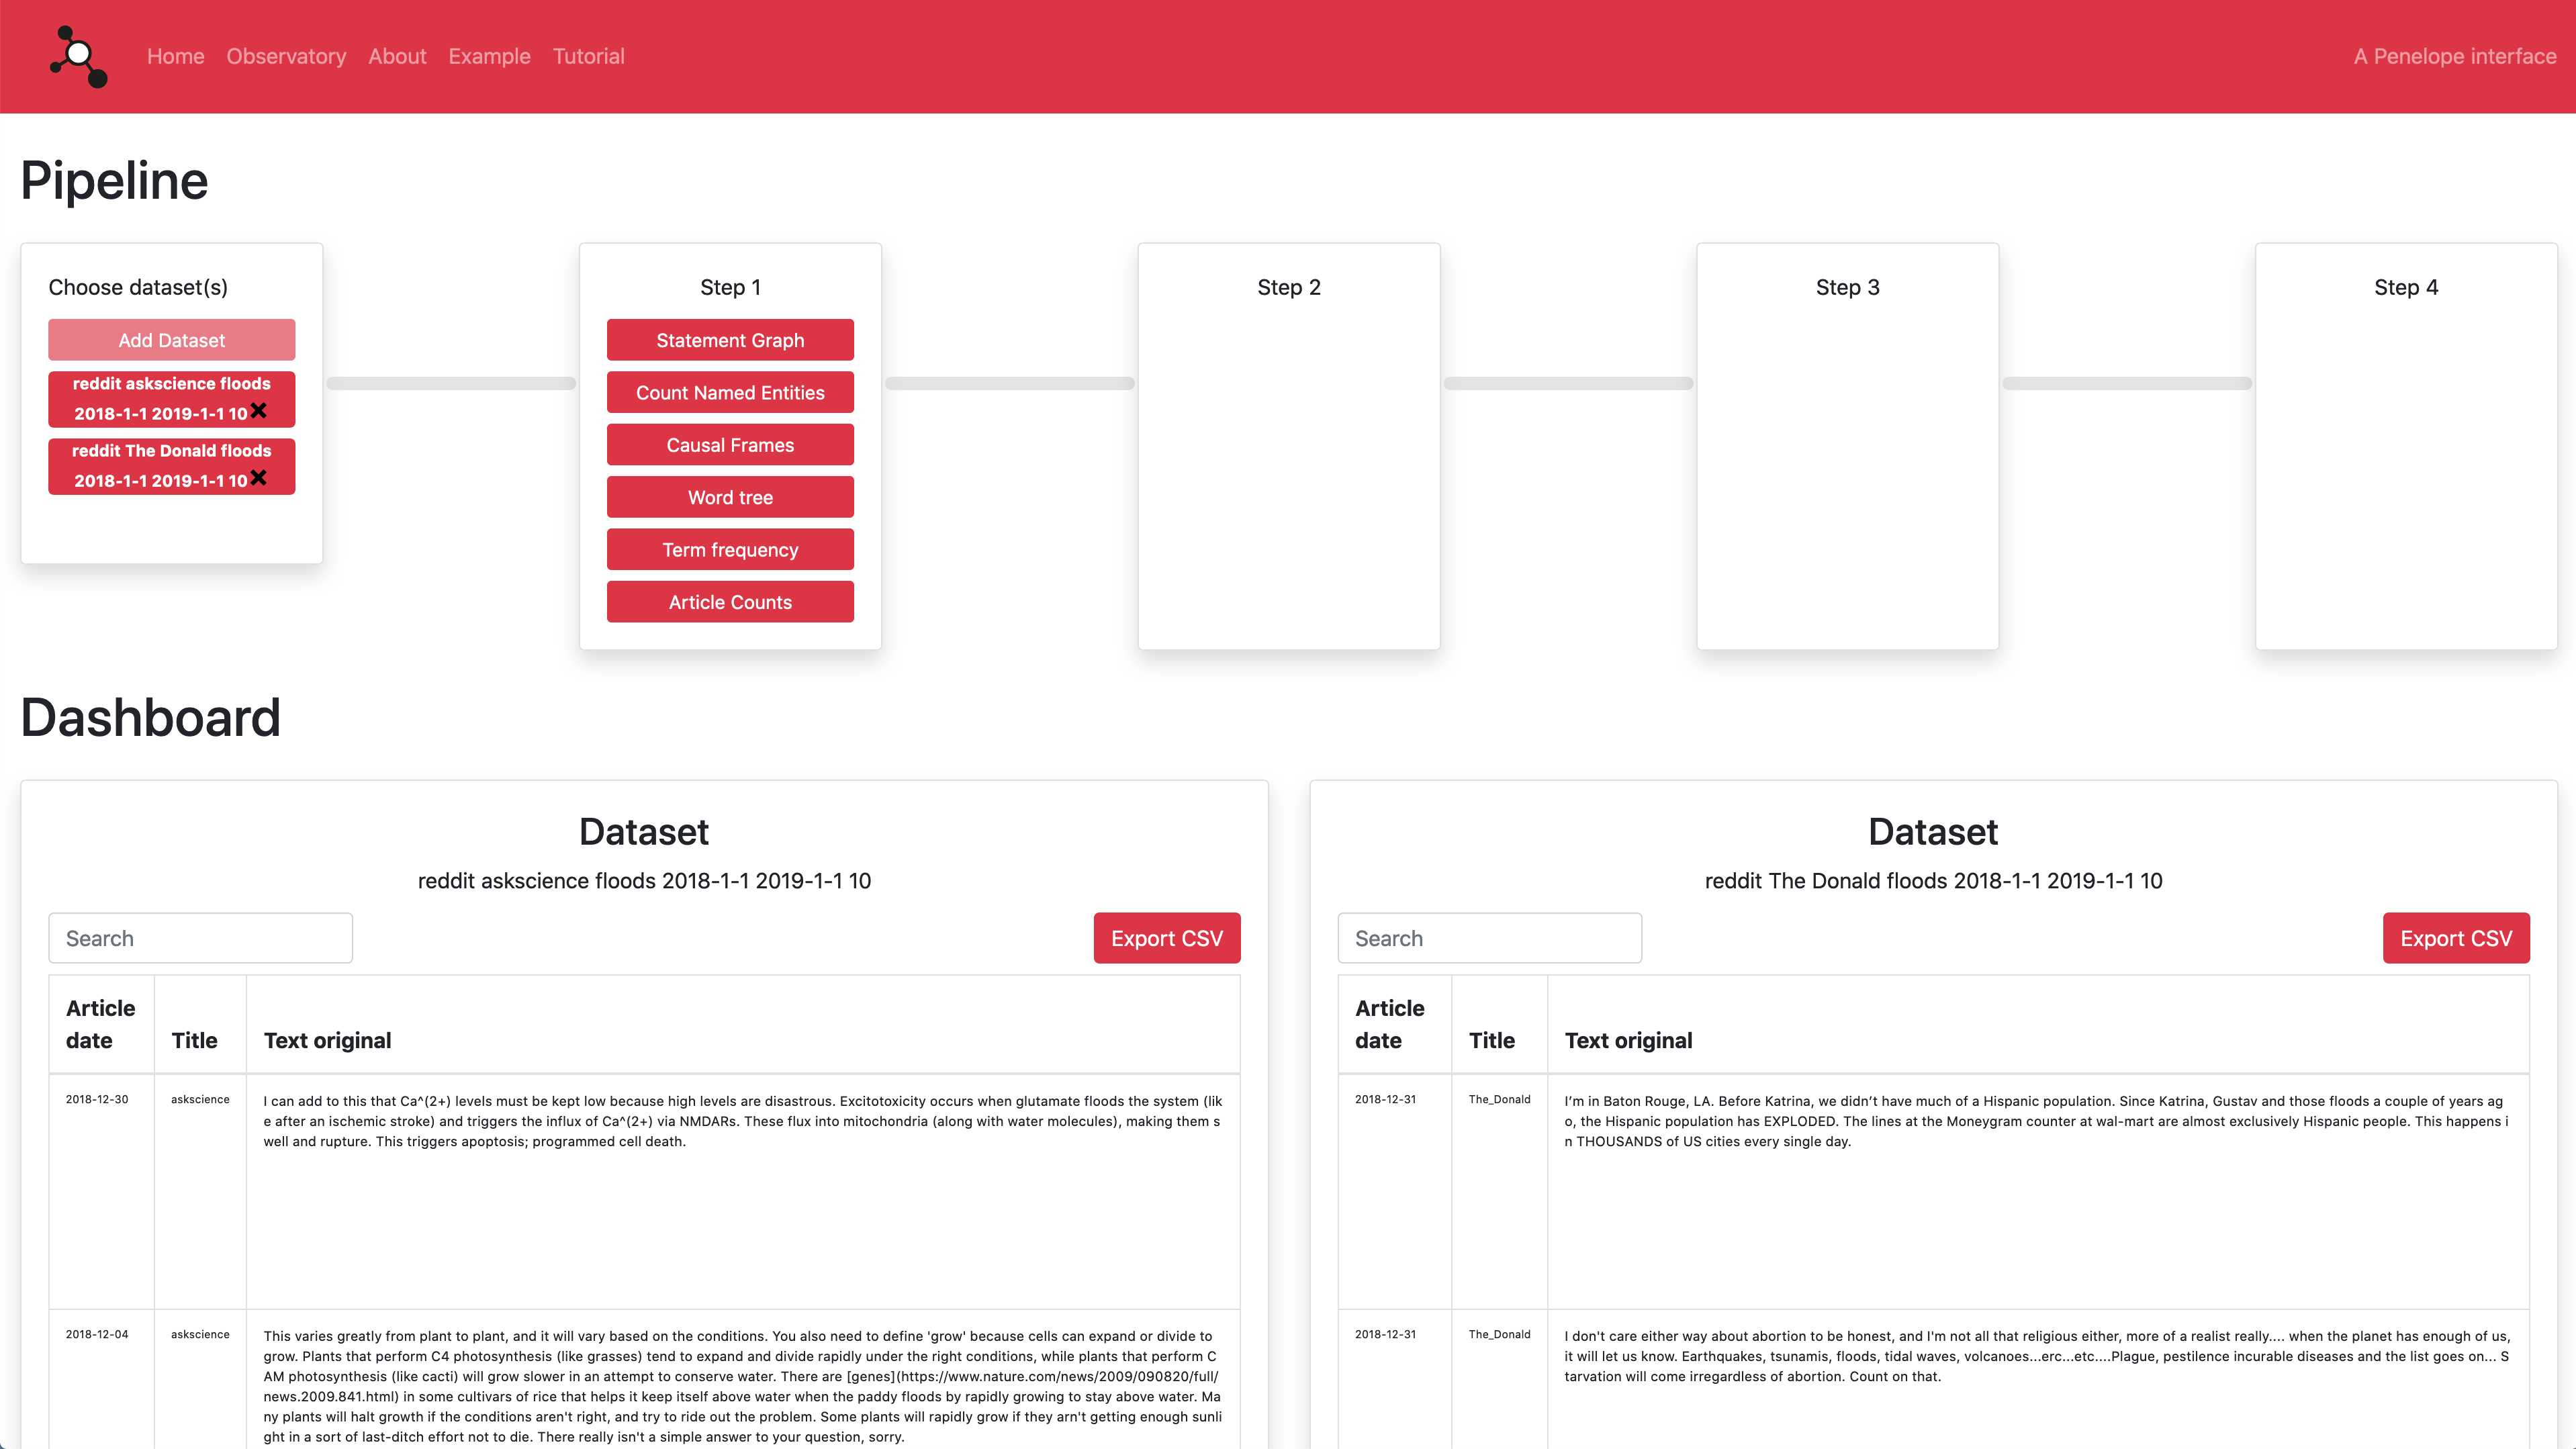 Home Observatory About Example Tutorial
A Penelope interface
Pipeline
Choose dataset(s)
Add Dataset
reddit askscience floods
2018-1-1 2019-1-1 10
reddit The Donald floods
2018-1-1 2019-1-1 10
Step 1
Statement Graph
Count Named Entities
Causal Frames
Word tree
Term frequency
Article Counts
Step 2
Step 3
Step 4
Dashboard
Dataset
reddit askscience floods 2018-1-1 2019-1-1 10
Search
Export CSV
Article
date
Title
Text original
2018-12-30
askscience
I can add to this that Ca^(2+) levels must be kept low because high levels are disastrous. Excitotoxicity occurs when glutamate floods the system (lik
e after an ischemic stroke) and triggers the influx of Ca^(2+) via NMDARs. These flux into mitochondria (along with water molecules), making them s
well and rupture. This triggers apoptosis; programmed cell death.
2018-12-04
askscience
This varies greatly from plant to plant, and it will vary based on the conditions. You also need to define 'grow' because cells can expand or divide to
grow. Plants that perform C4 photosynthesis (like grasses) tend to expand and divide rapidly under the right conditions, while plants that perform C
AM photosynthesis (like cacti) will grow slower in an attempt to conserve water. There are [genes](https://www.nature.com/news/2009/090820/full/
news.2009.841.html) in some cultivars of rice that helps it keep itself above water when the paddy floods by rapidly growing to stay above water. Ma
ny plants will halt growth if the conditions aren't right, and try to ride out the problem. Some plants will rapidly grow if they arn't getting enough sunli
ght in a sort of last-ditch effort not to die. There really isn't a simple answer to your question, sorry.
Dataset
reddit The Donald floods 2018-1-1 2019-1-1 10
Search
Export CSV
Article
date
Title
Text original
2018-12-31
The_Donald
I’m in Baton Rouge, LA. Before Katrina, we didn’t have much of a Hispanic population. Since Katrina, Gustav and those floods a couple of years ag
o, the Hispanic population has EXPLODED. The lines at the Moneygram counter at wal-mart are almost exclusively Hispanic people. This happens i
n THOUSANDS of US cities every single day.
2018-12-31
The_Donald
I don't care either way about abortion to be honest, and I'm not all that religious either, more of a realist really.... when the planet has enough of us,
it will let us know. Earthquakes, tsunamis, floods, tidal waves, volcanoes...erc...etc....Plague, pestilence incurable diseases and the list goes on... S
tarvation will come irregardless of abortion. Count on that.